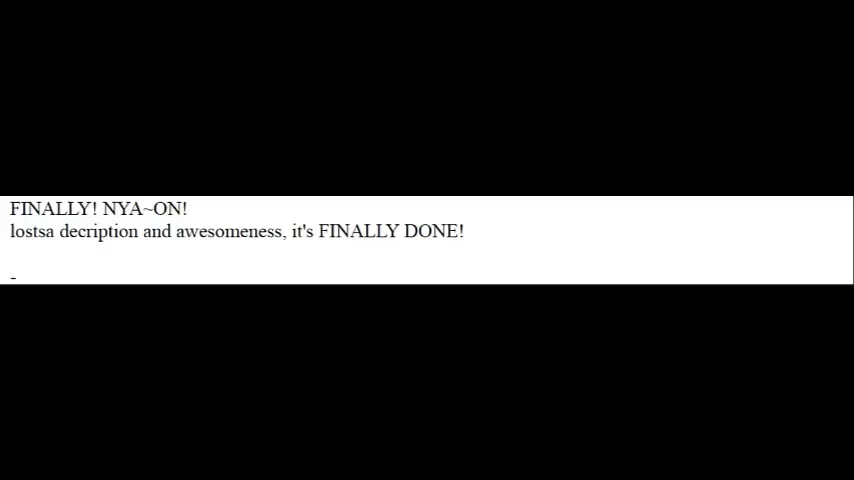 FINALLY! NYA~ON!
lostsa decription and awesomeness, it's FINALLY DONE!
-